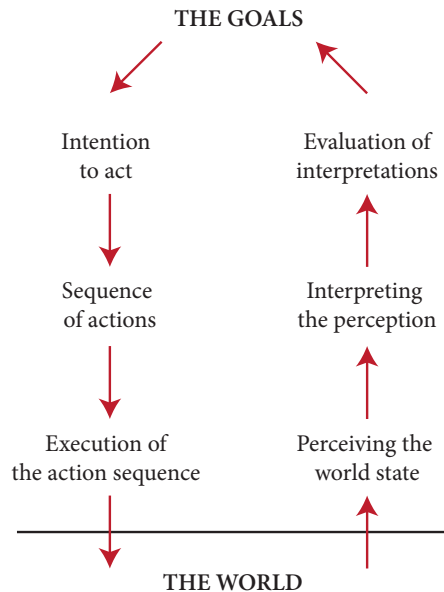 THE GOALS
Intention
to act
Evaluation of
interpretations
Sequence
of actions
Interpreting
the perception
Execution of
the action sequence
Perceiving the
world state
THE WORLD